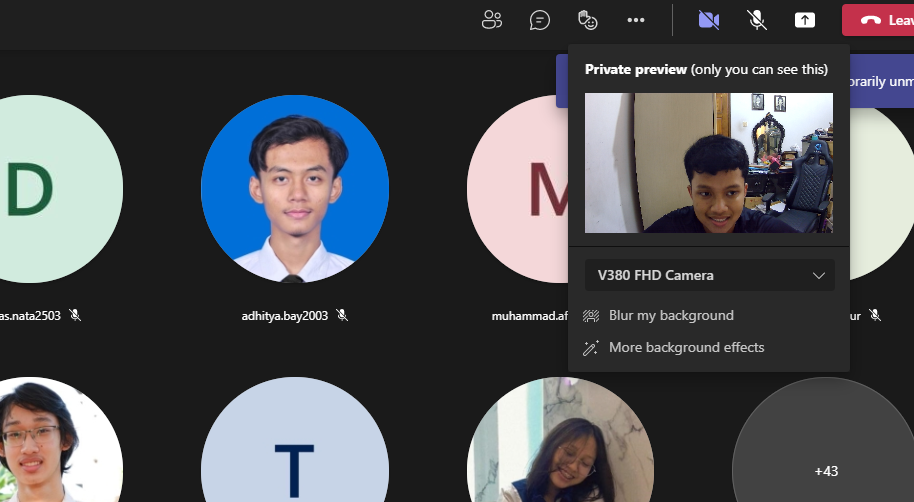 Leav
Private preview (only you can see this)
orarily unm
D
M
V380 FHD Camera
as.nata2503
adhitya.bay2003
muhammad.af
ur
Blur my background
More background effects
T
+43